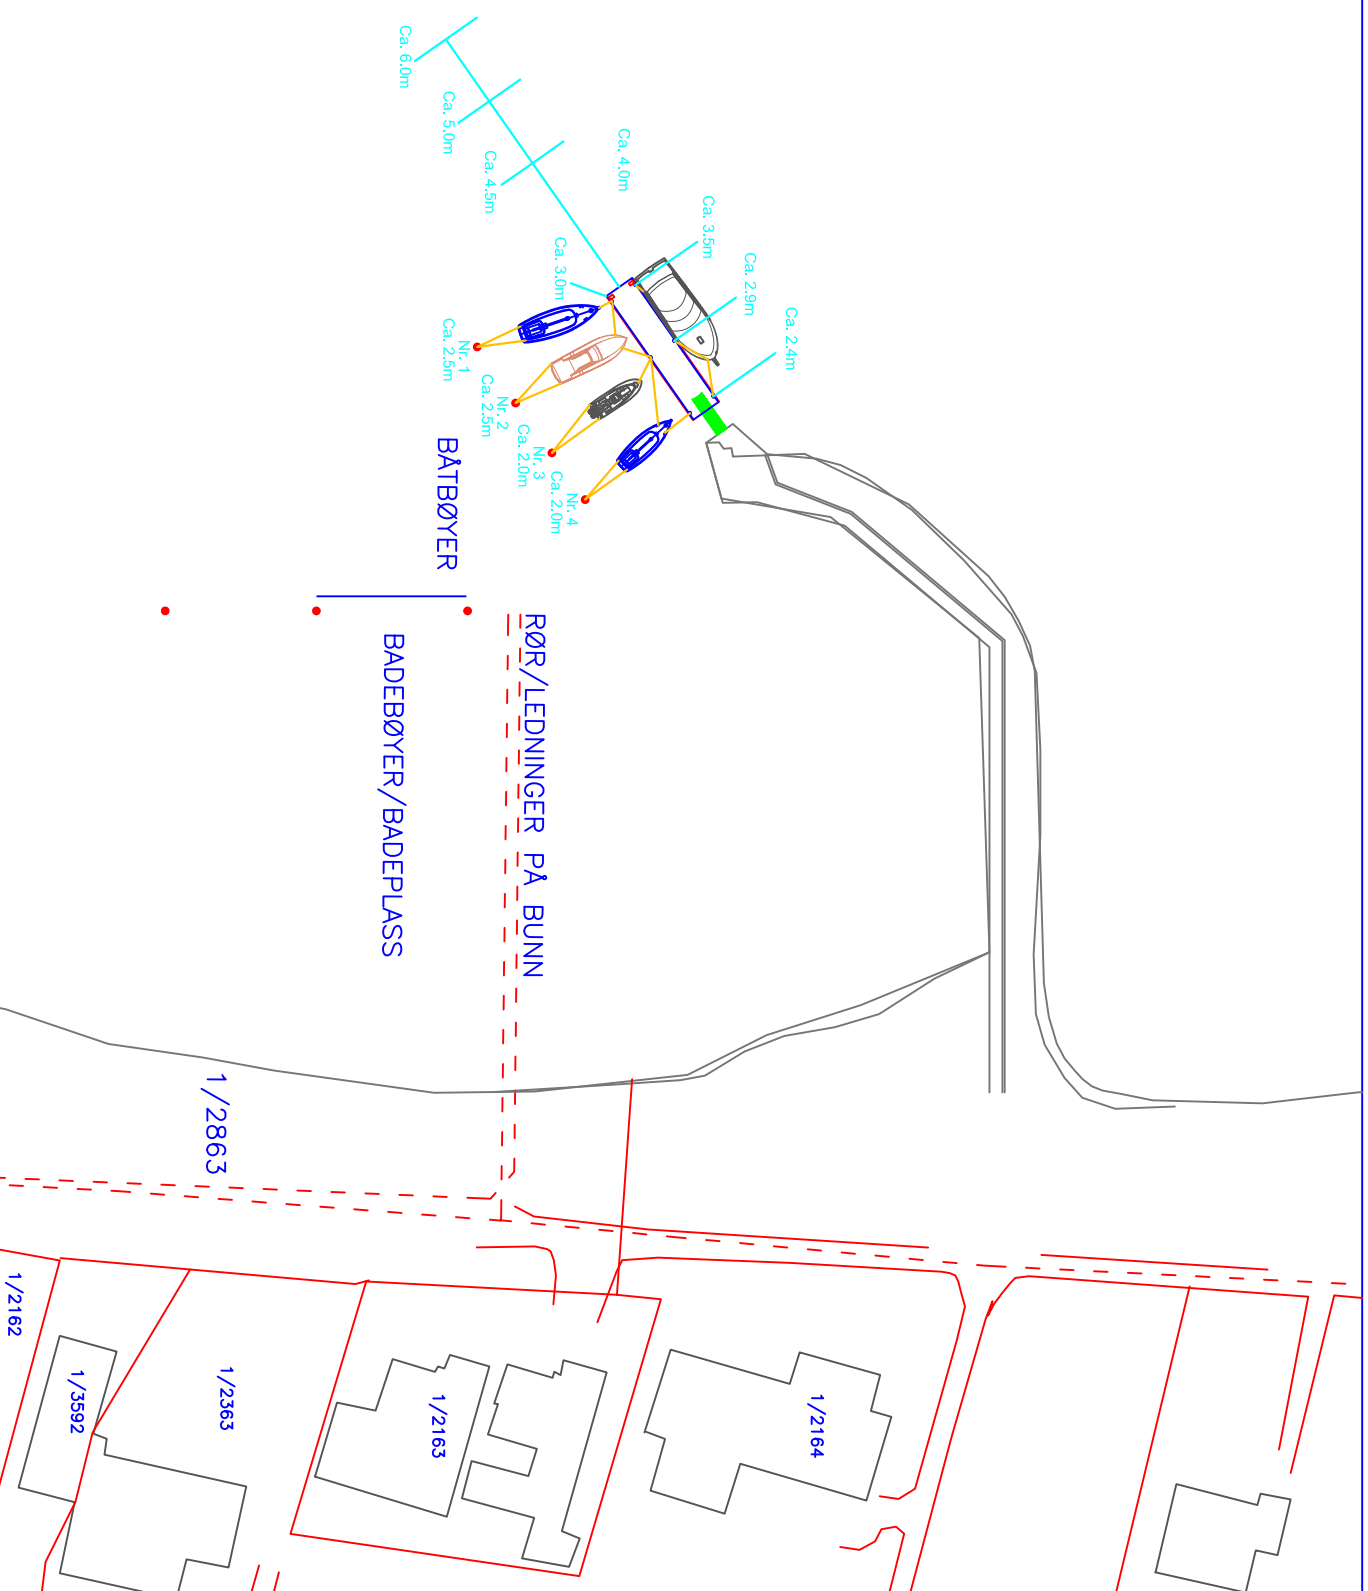 Ca. 6.0m
Ca. 5.0m
Ca. 4.5m
Ca. 4.0m
Ca. 3.5m
Ca. 3.0m
Ca. 2.9m
Ca. 2.4m
Nr. 1
Ca. 2.5m
Nr. 2
Ca. 2.5m
Nr. 3
Ca. 2.0m
Nr. 4
Ca. 2.0m
BÅTBØYER
BADEBØYER/BADEPLASS
RØR/LEDNINGER PÅ BUNN
1/2863
1/2162
1/3592
1/2363
1/2163
1/2164